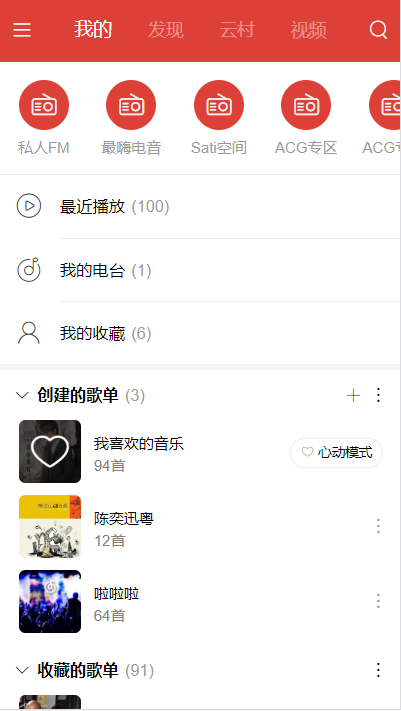 我的 发现 云村 视频
私人FM 最嗨电音 Sati空间 ACG专区 ACG专
最近播放 (100)
我的电台 (1)
我的收藏 (6)
创建的歌单 (3)
我喜欢的音乐
94首
心动模式
陈奕迅粤
12首
啦啦啦
64首
收藏的歌单 (91)